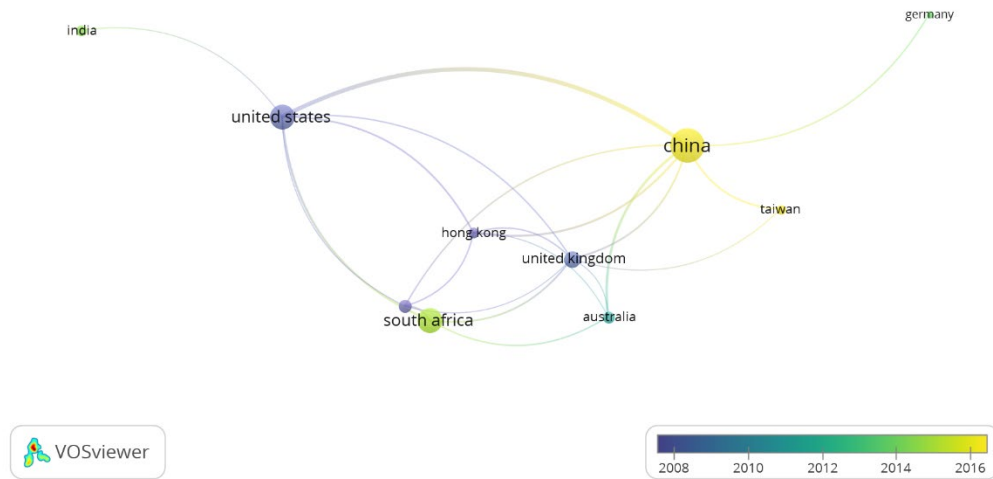 germany
india
united states
china
taiwan
hong kong
united kingdom
australia
south africa
VOSviewer
2008 2010 2012 2014 2016